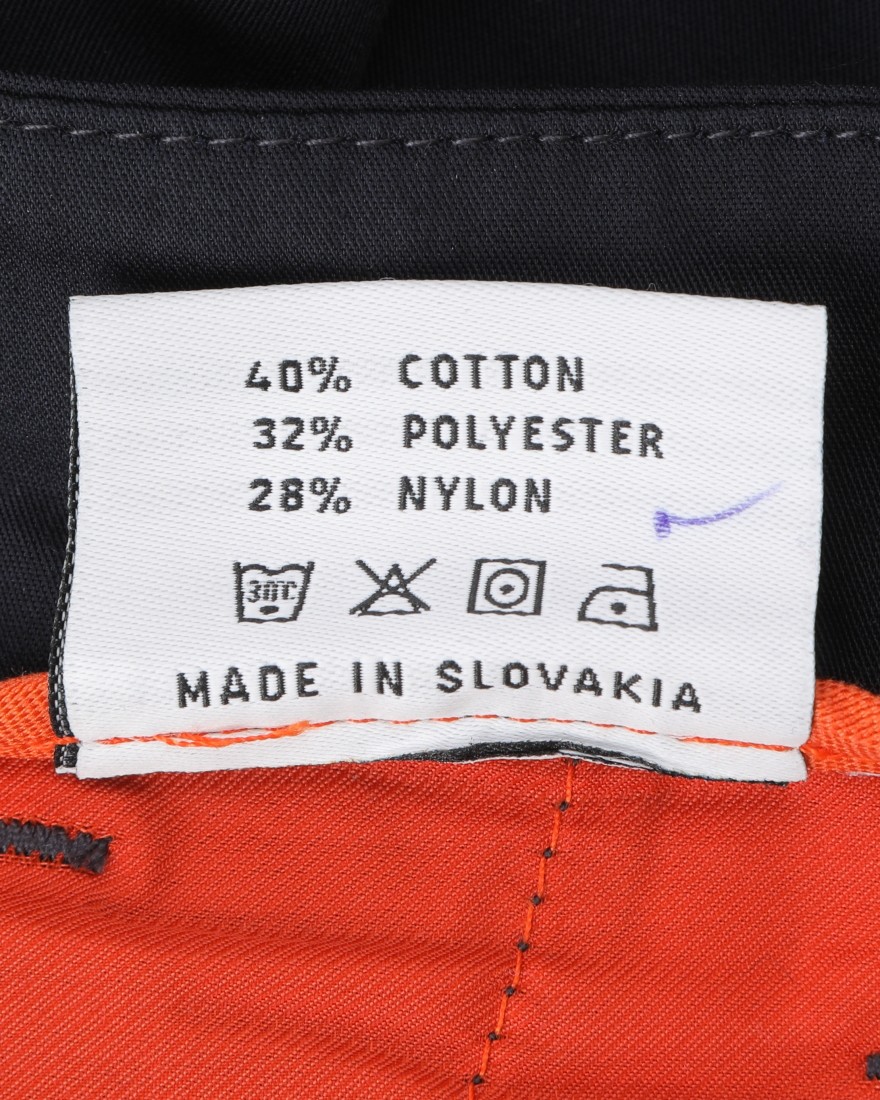 40% COTTON
32% POLYESTER
28% NYLON
30°C
MADE IN SLOVAKIA